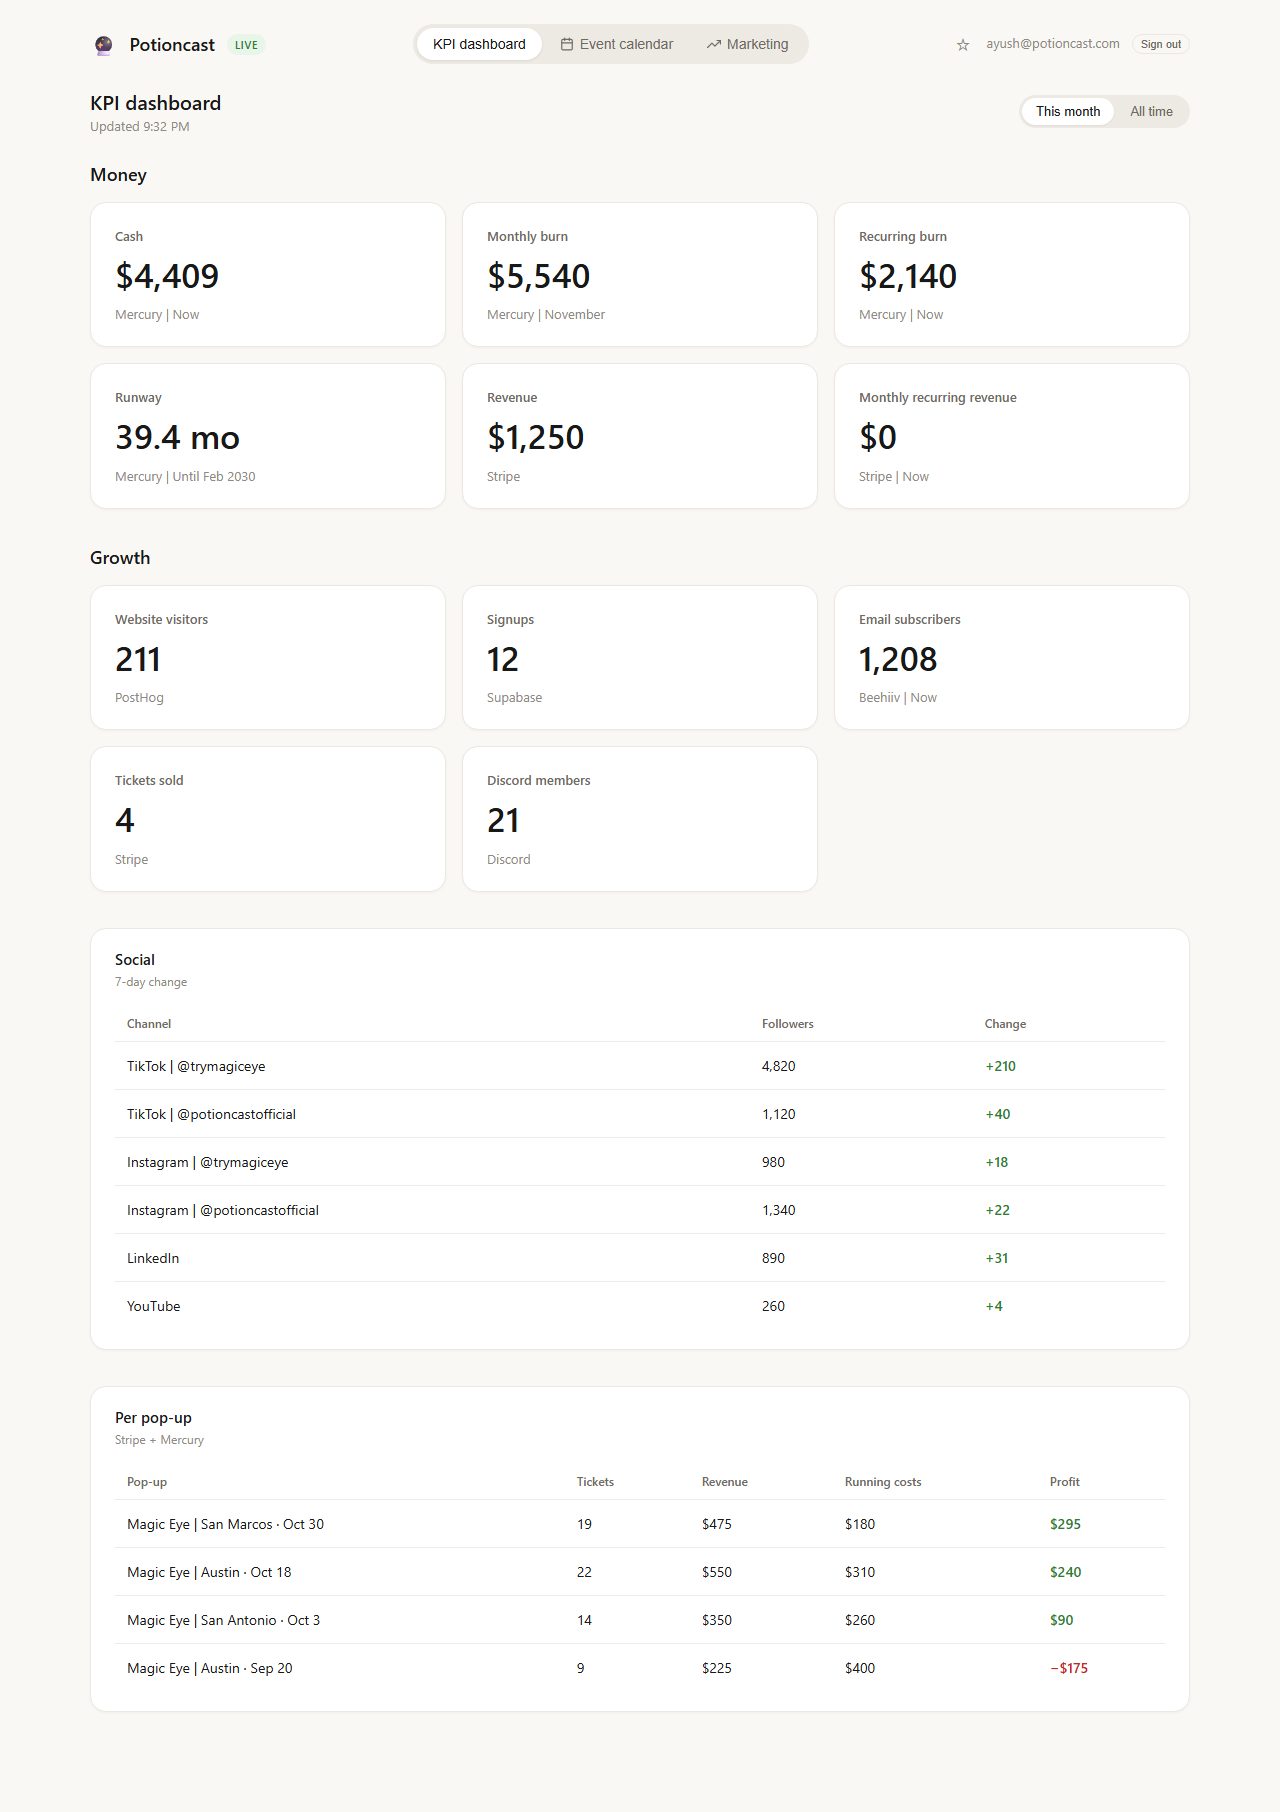 Potioncast LIVE
KPI dashboard Event calendar Marketing
ayush@potioncast.com Sign out
KPI dashboard
Updated 9:32 PM
This month All time
Money
Cash
$4,409
Mercury | Now
Monthly burn
$5,540
Mercury | November
Recurring burn
$2,140
Mercury | Now
Runway
39.4 mo
Mercury | Until Feb 2030
Revenue
$1,250
Stripe
Monthly recurring revenue
$0
Stripe | Now
Growth
Website visitors
211
PostHog
Signups
12
Supabase
Email subscribers
1,208
Beehiiv | Now
Tickets sold
4
Stripe
Discord members
21
Discord
Social
7-day change
Channel Followers Change
TikTok | @trymagiceye 4,820 +210
TikTok | @potioncastofficial 1,120 +40
Instagram | @trymagiceye 980 +18
Instagram | @potioncastofficial 1,340 +22
LinkedIn 890 +31
YouTube 260 +4
Per pop-up
Stripe + Mercury
Pop-up Tickets Revenue Running costs Profit
Magic Eye | San Marcos · Oct 30 19 $475 $180 $295
Magic Eye | Austin · Oct 18 22 $550 $310 $240
Magic Eye | San Antonio · Oct 3 14 $350 $260 $90
Magic Eye | Austin · Sep 20 9 $225 $400 −$175